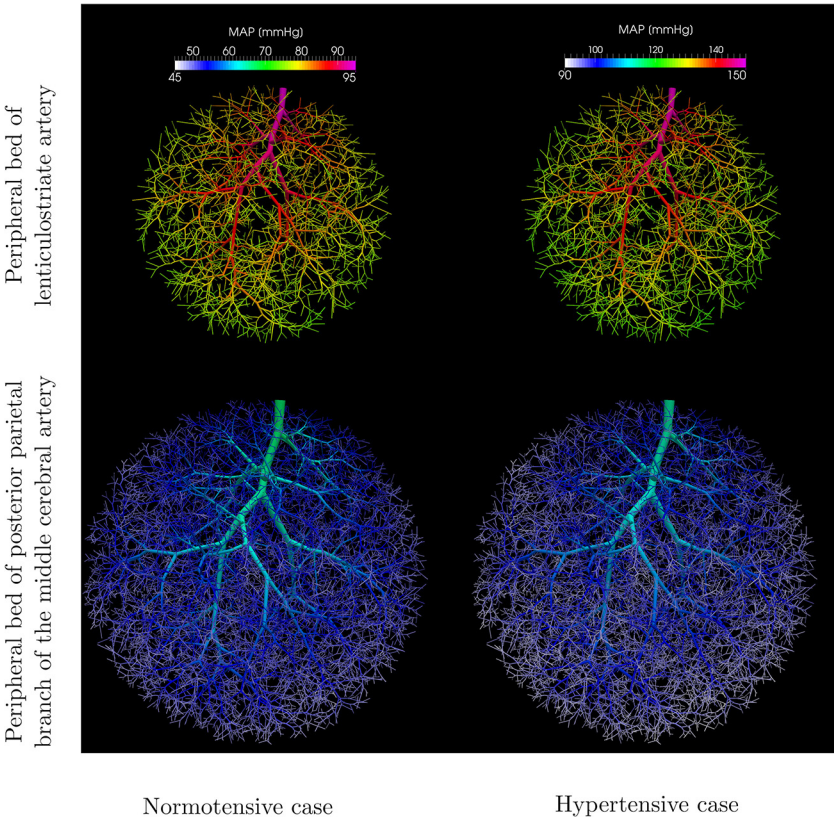 MAP [mmHg]
50 60 70 80 90
45 95
MAP [mmHg]
100 120 140
90 150
Peripheral bed of
lenticulostriate artery
Peripheral bed of posterior parietal
branch of the middle cerebral artery
Normotensive case
Hypertensive case